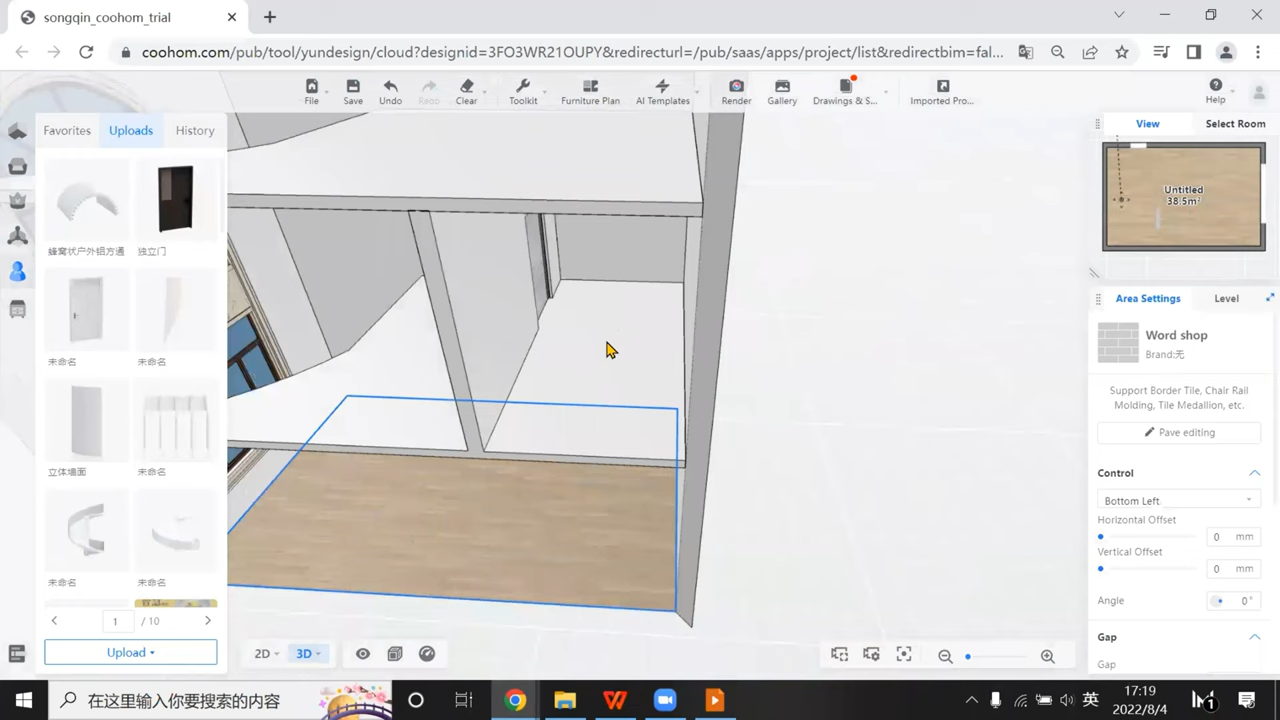 songqin_coohom_trial
coohom.com/pub/tool/yundesign/cloud?designid=3FO3WR21OUPY&redirecturl=/pub/saas/apps/project/list&redirectbim=fal...
File
Save
Undo
Redo
Clear
Toolkit
Furniture Plan
AI Templates
Render
Gallery
Drawings & S...
Imported Pro...
Help
Favorites
Uploads
History
View
Select Room
Untitled
38.5m²
蜂窝状户外铝方通
独立门
未命名
未命名
立体墙面
未命名
未命名
未命名
1 / 10
Upload
Area Settings
Level
Word shop
Brand:无
Support Border Tile, Chair Rail
Molding, Tile Medallion, etc.
Pave editing
Control
Bottom Left
Horizontal Offset
0 mm
Vertical Offset
0 mm
Angle
0°
Gap
Gap
2D
3D
在这里输入你要搜索的内容
英
17:19
2022/8/4
1